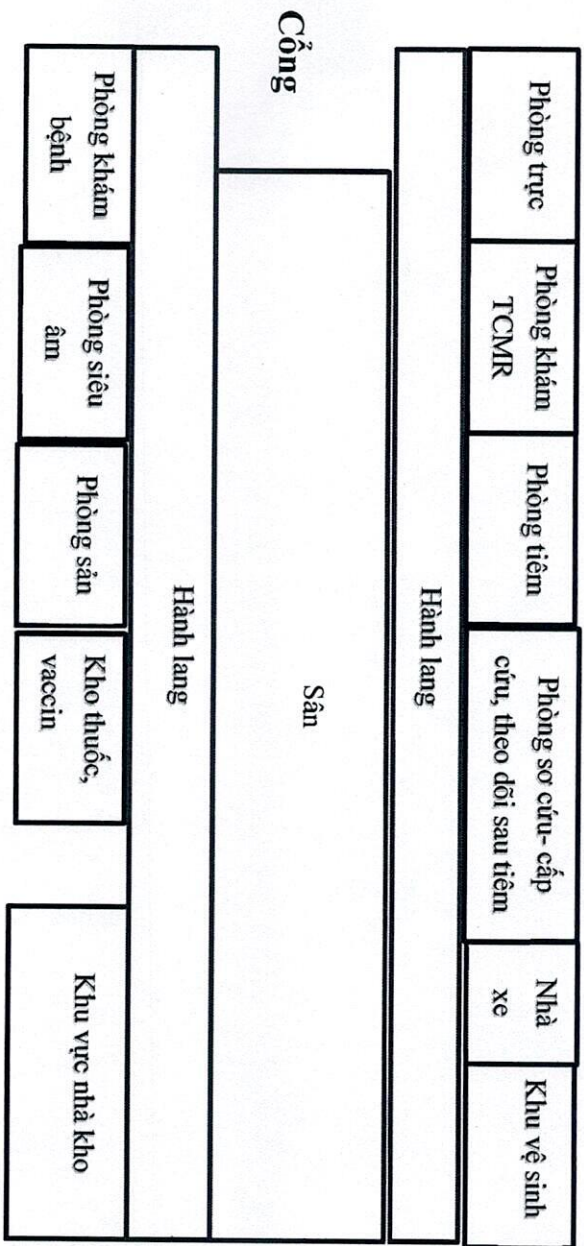 Phòng trực
Phòng khám
TCMR
Phòng tiêm
Phòng sơ cứu- cấp
cứu, theo dõi sau tiêm
Nhà
xe
Khu vệ sinh
Hành lang
Cổng
Sân
Hành lang
Phòng khám
bệnh
Phòng siêu
âm
Phòng sản
Kho thuốc,
vaccin
Khu vực nhà kho